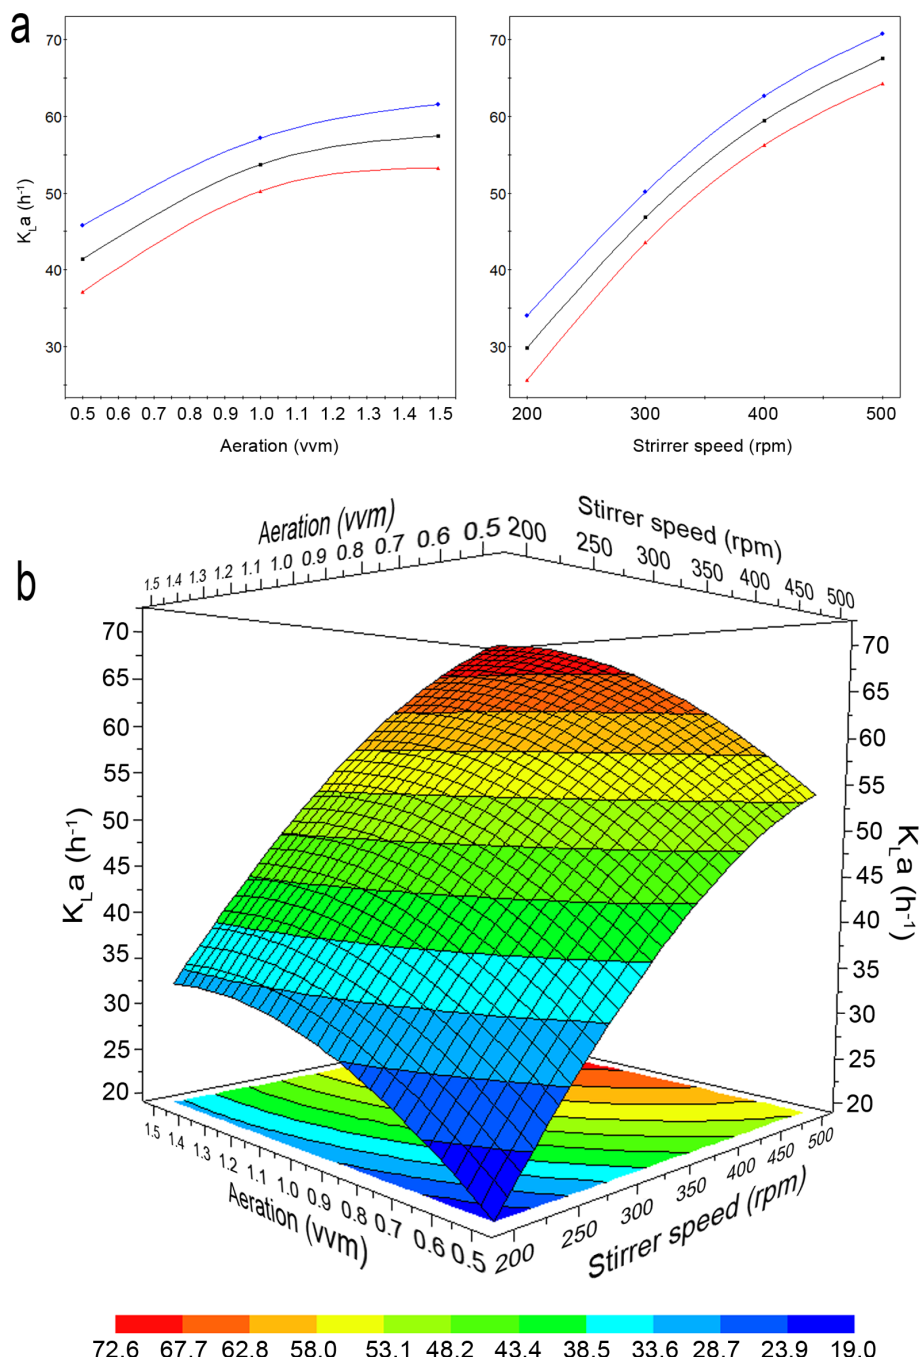 a
70
60
50
40
30
K_L a (h⁻¹)
0.5 0.6 0.7 0.8 0.9 1.0 1.1 1.2 1.3 1.4 1.5
Aeration (vvm)
70
60
50
40
30
200 300 400 500
Strirrer speed (rpm)
b
Aeration (vvm)
1.5 1.4 1.3 1.2 1.1 1.0 0.9 0.8 0.7 0.6 0.5
Stirrer speed (rpm)
200 250 300 350 400 450 500
70
65
60
55
50
45
40
35
30
25
20
K_L a (h⁻¹)
70
65
60
55
50
45
40
35
30
25
20
K_L a (h⁻¹)
1.5 1.4 1.3 1.2 1.1 1.0 0.9 0.8 0.7 0.6 0.5
Aeration (vvm)
200 250 300 350 400 450 500
Stirrer speed (rpm)
72.6 67.7 62.8 58.0 53.1 48.2 43.4 38.5 33.6 28.7 23.9 19.0